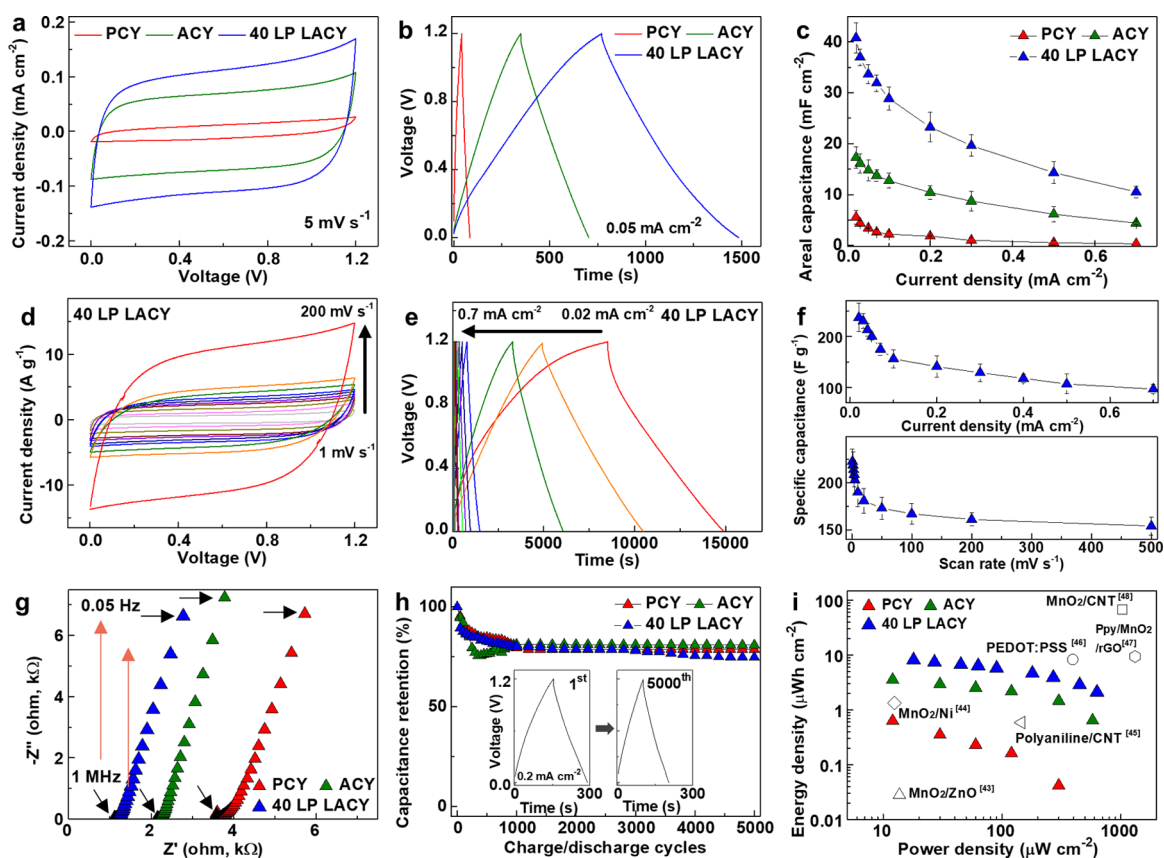 a
PCY ACY 40 LP LACY
Current density (mA cm-2)
0.2
0.1
0.0
-0.1
-0.2
5 mV s-1
0.0 0.4 0.8 1.2
Voltage (V)
b
PCY ACY
40 LP LACY
Voltage (V)
1.2
0.8
0.4
0.0
0.05 mA cm-2
0 500 1000 1500
Time (s)
c
PCY
ACY
40 LP LACY
Areal capacitance (mF cm-2)
40
30
20
10
0
0.0 0.2 0.4 0.6
Current density (mA cm-2)
d
40 LP LACY
200 mV s-1
Current density (A g-1)
10
0
-10
1 mV s-1
0.0 0.4 0.8 1.2
Voltage (V)
e
0.7 mA cm-2 0.02 mA cm-2 40 LP LACY
Voltage (V)
1.2
0.8
0.4
0.0
0 5000 10000 15000
Time (s)
f
Specific capacitance (F g-1)
200
100
0.0 0.2 0.4 0.6
Current density (mA cm-2)
200
150
0 100 200 300 400 500
Scan rate (mV s-1)
g
0.05 Hz
-Z" (ohm, kΩ)
6
4
2
0
1 MHz
PCY ACY
40 LP LACY
0 2 4 6
Z' (ohm, kΩ)
h
PCY ACY
40 LP LACY
Capacitance retention (%)
100
75
50
25
0
Voltage (V)
1.2
0.0
1st
0.2 mA cm-2
0 300
Time (s)
5000th
0 300
Time (s)
0 1000 2000 3000 4000 5000
Charge/discharge cycles
i
PCY ACY
40 LP LACY
MnO2/CNT [48]
Ppy/MnO2
/rGO[47]
PEDOT:PSS [46]
MnO2/Ni [44]
Polyaniline/CNT [45]
MnO2/ZnO [43]
Energy density (μWh cm-2)
100
10
1
0.1
0.01
10 100 1000
Power density (μW cm-2)